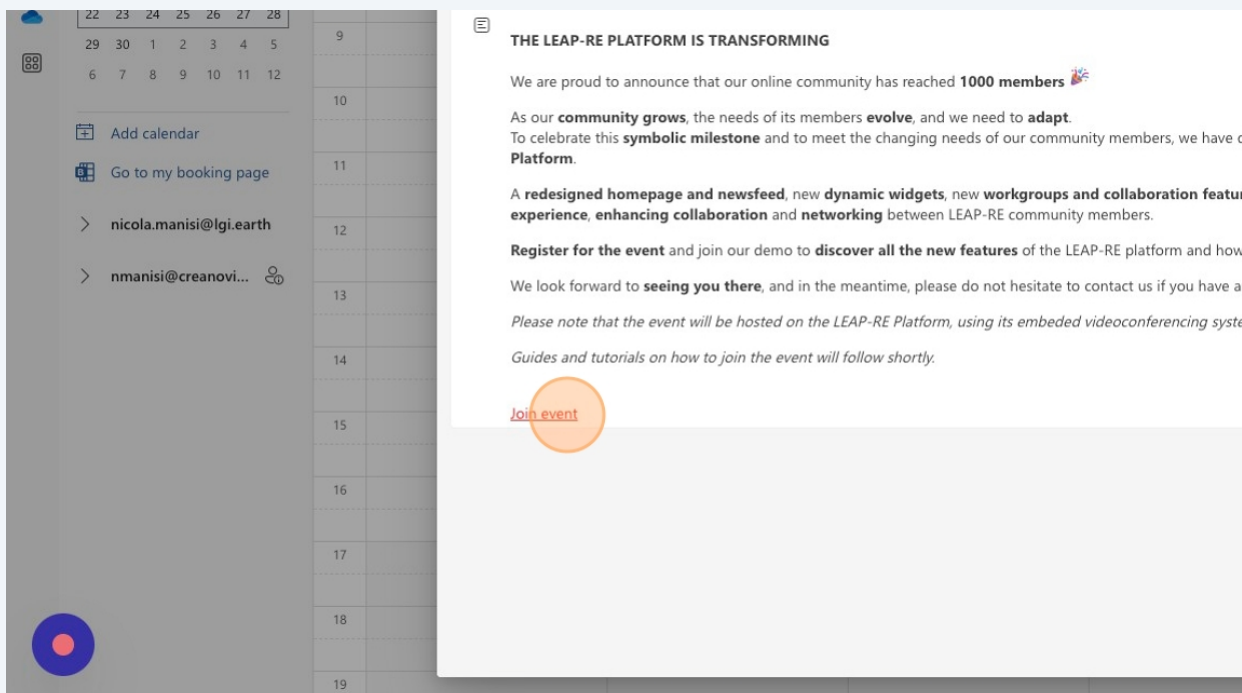 22 23 24 25 26 27 28
29 30 1 2 3 4 5
6 7 8 9 10 11 12
Add calendar
Go to my booking page
nicola.manisi@lgi.earth
nmanisi@creanovi...
9
10
11
12
13
14
15
16
17
18
19
THE LEAP-RE PLATFORM IS TRANSFORMING
We are proud to announce that our online community has reached 1000 members
As our community grows, the needs of its members evolve, and we need to adapt.
To celebrate this symbolic milestone and to meet the changing needs of our community members, we have
Platform.
A redesigned homepage and newsfeed, new dynamic widgets, new workgroups and collaboration
experience, enhancing collaboration and networking between LEAP-RE community members.
Register for the event and join our demo to discover all the new features of the LEAP-RE platform and how
We look forward to seeing you there, and in the meantime, please do not hesitate to contact us if you have a
Please note that the event will be hosted on the LEAP-RE Platform, using its embeded videoconferencing
Guides and tutorials on how to join the event will follow shortly.
Join event